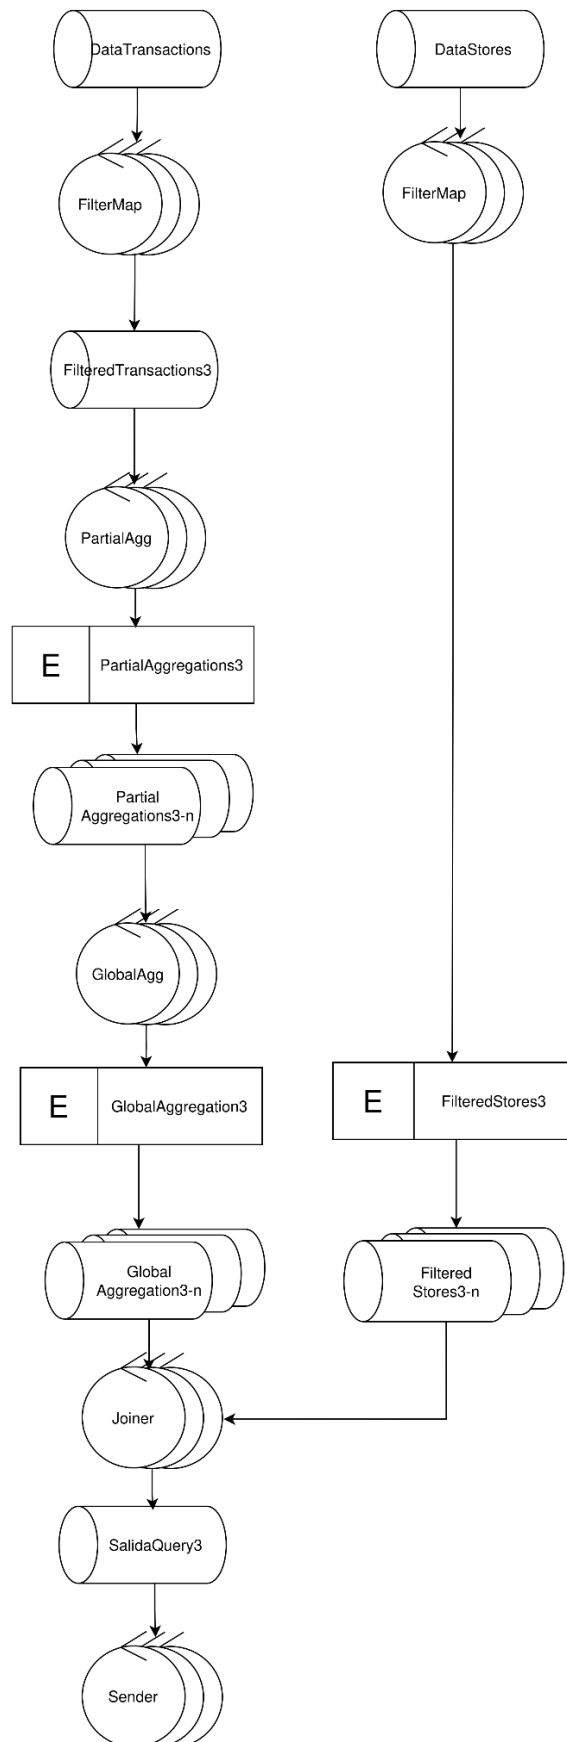 DataTransactions
DataStores
FilterMap
FilterMap
FilteredTransactions3
PartialAgg
E
PartialAggregations3
Partial
Aggregations3-n
GlobalAgg
E
GlobalAggregation3
E
FilteredStores3
Global
Aggregation3-n
Filtered
Stores3-n
Joiner
SalidaQuery3
Sender